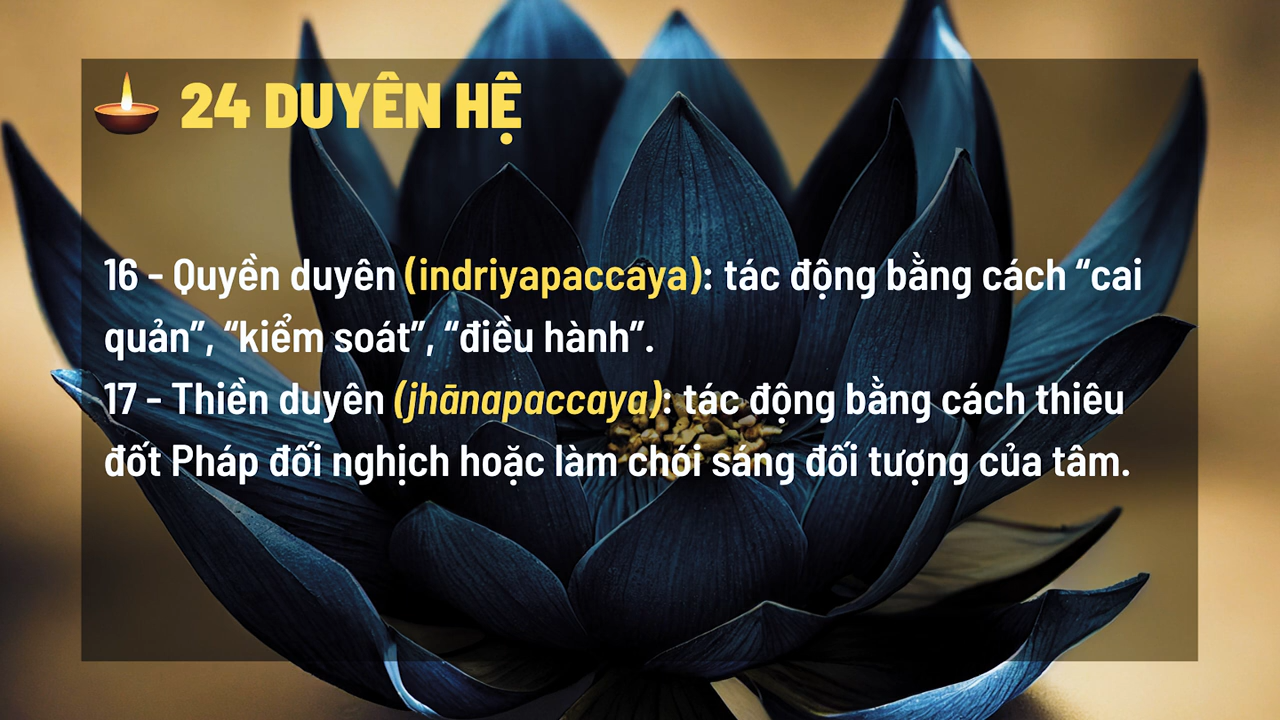 24 DUYÊN HỆ
16 - Quyền duyên (indriyapaccaya): tác động bằng cách “cai
quản”, “kiểm soát”, “điều hành”.
17 - Thiền duyên (jhānapaccaya): tác động bằng cách thiêu
đốt Pháp đối nghịch hoặc làm chói sáng đối tượng của tâm.